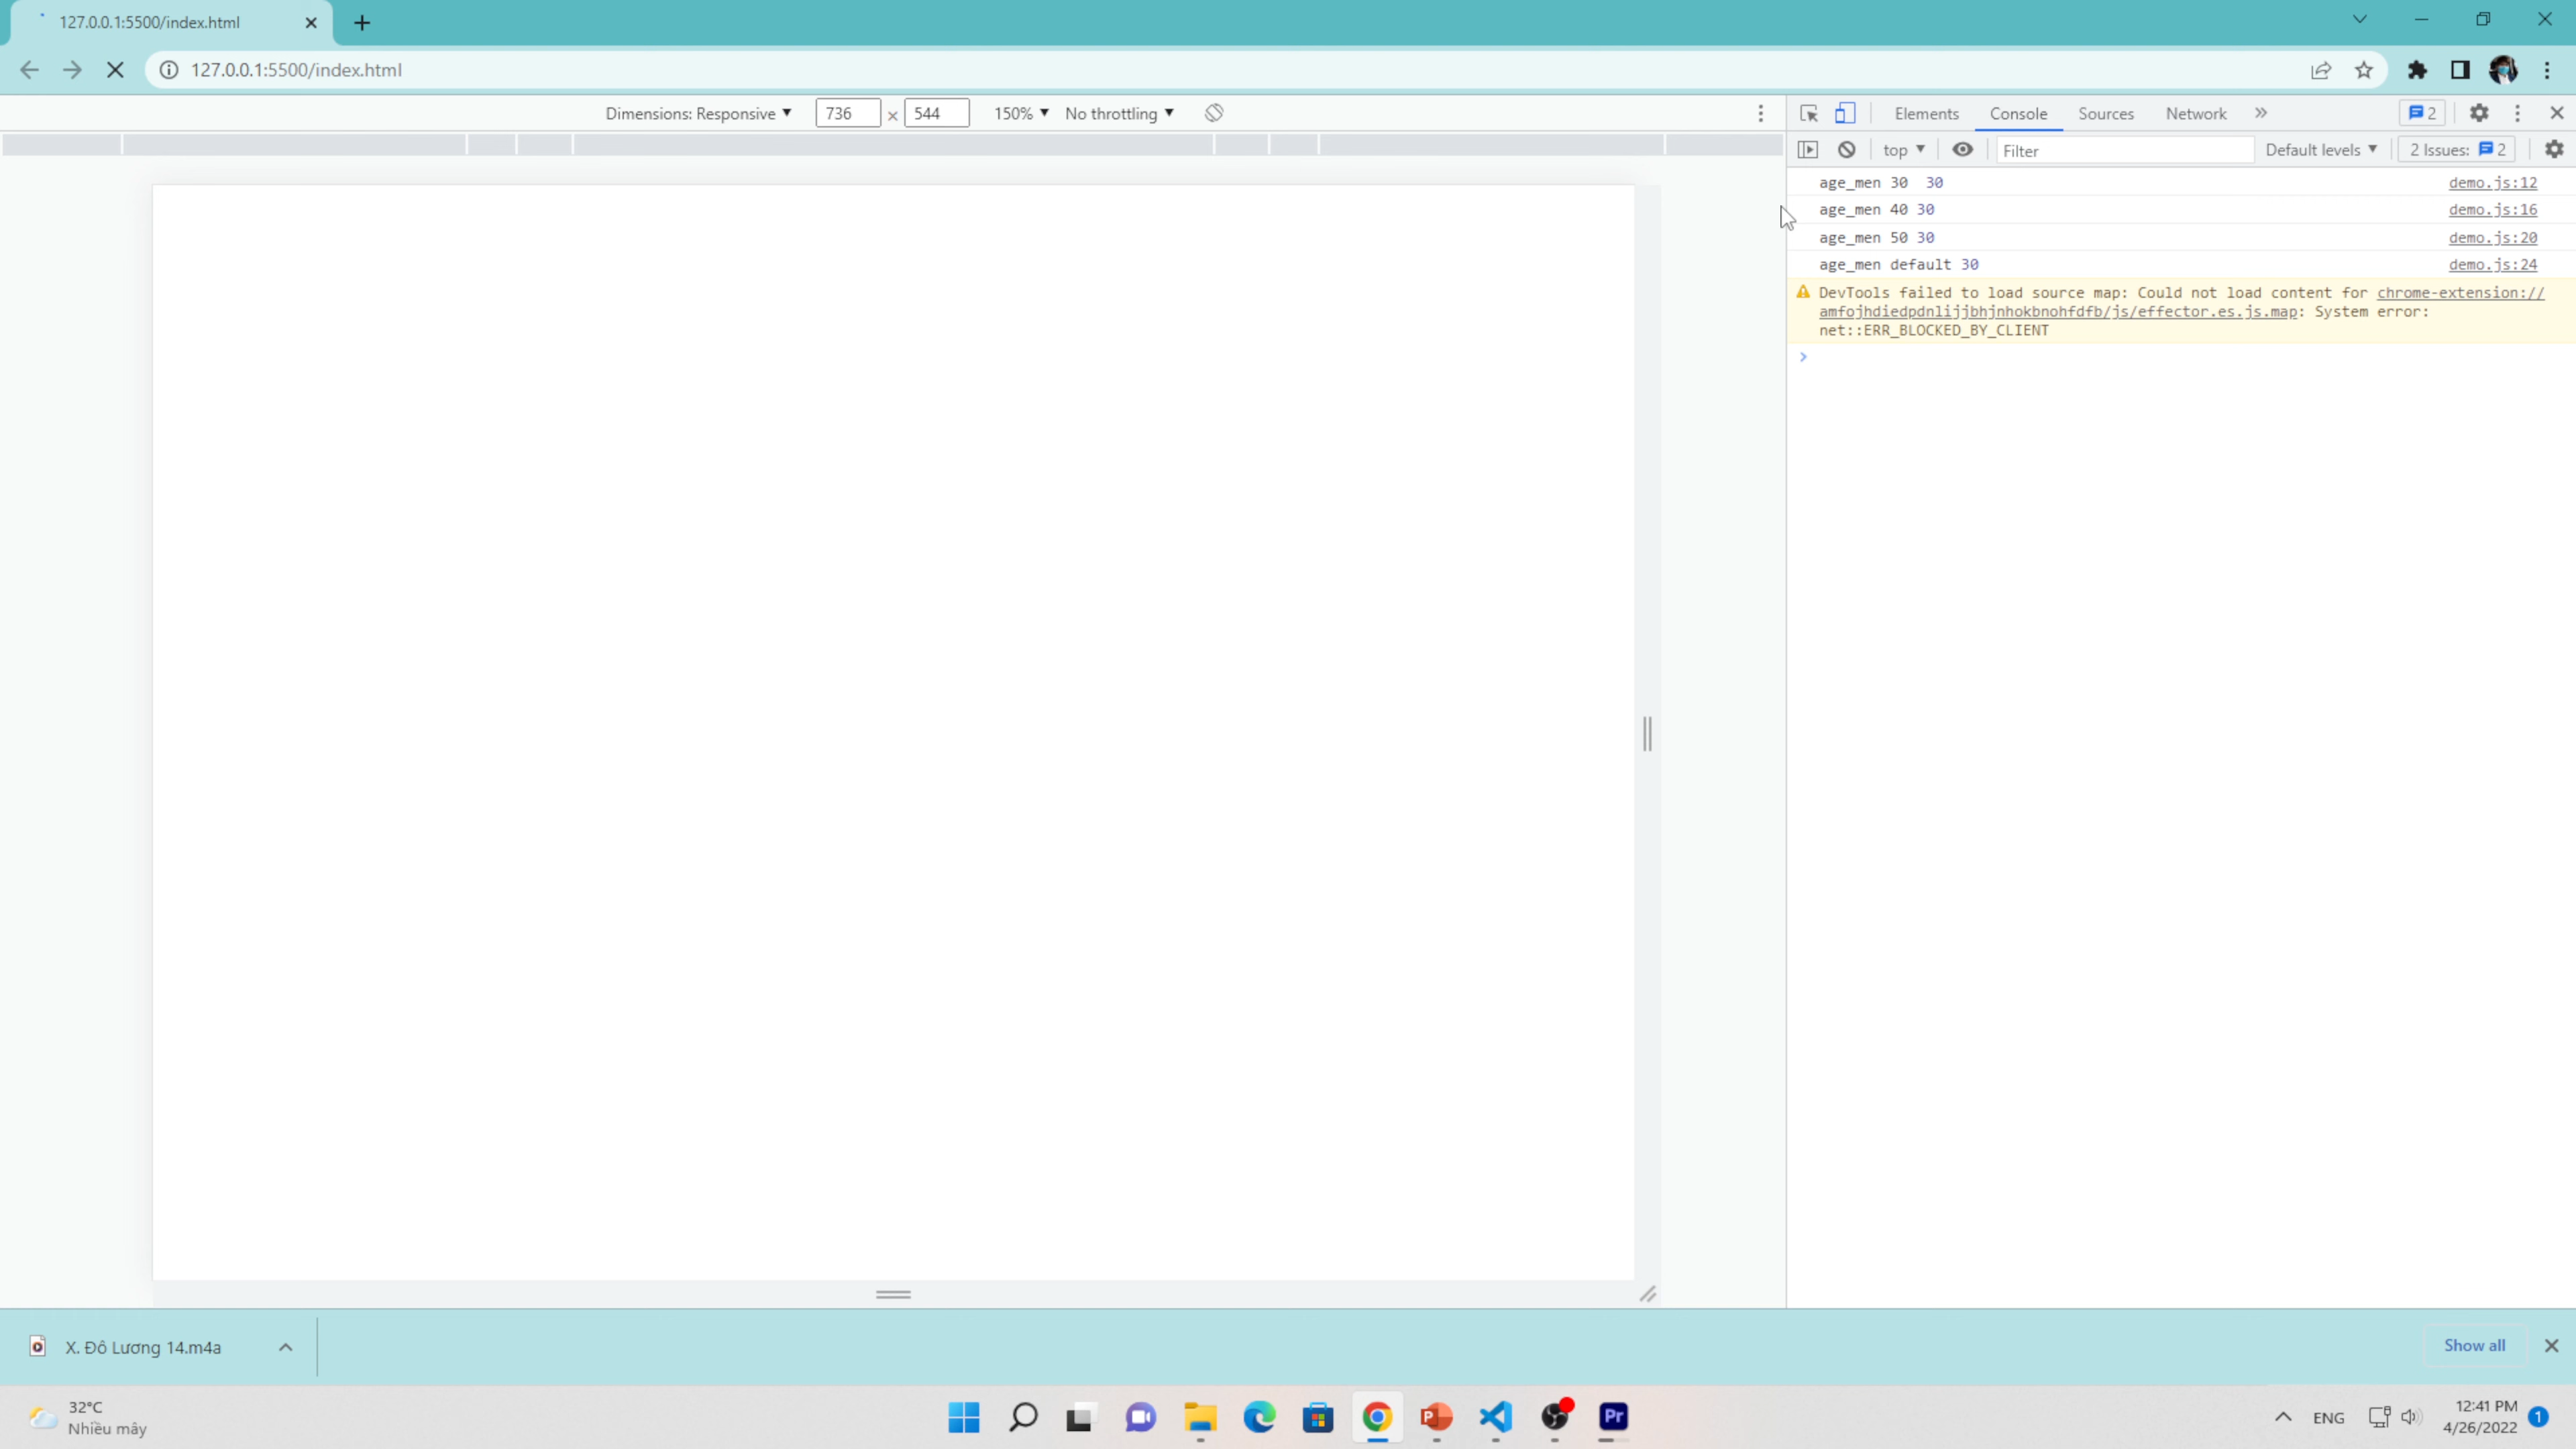 127.0.0.1:5500/index.html
127.0.0.1:5500/index.html
Dimensions: Responsive 736 × 544 150% No throttling
Elements Console Sources Network 2
top Filter Default levels 2 Issues: 2
age_men 30  30 demo.js:12
age_men 40 30 demo.js:16
age_men 50 30 demo.js:20
age_men default 30 demo.js:24
DevTools failed to load source map: Could not load content for chrome-extension://
amfojhdiedpdnlijjbhjnhokbnohfdfb/js/effector.es.js.map: System error:
net::ERR_BLOCKED_BY_CLIENT
X. Đô Lương 14.m4a
Show all
32°C
Nhiều mây
P
Pr
ENG
12:41 PM
4/26/2022
1